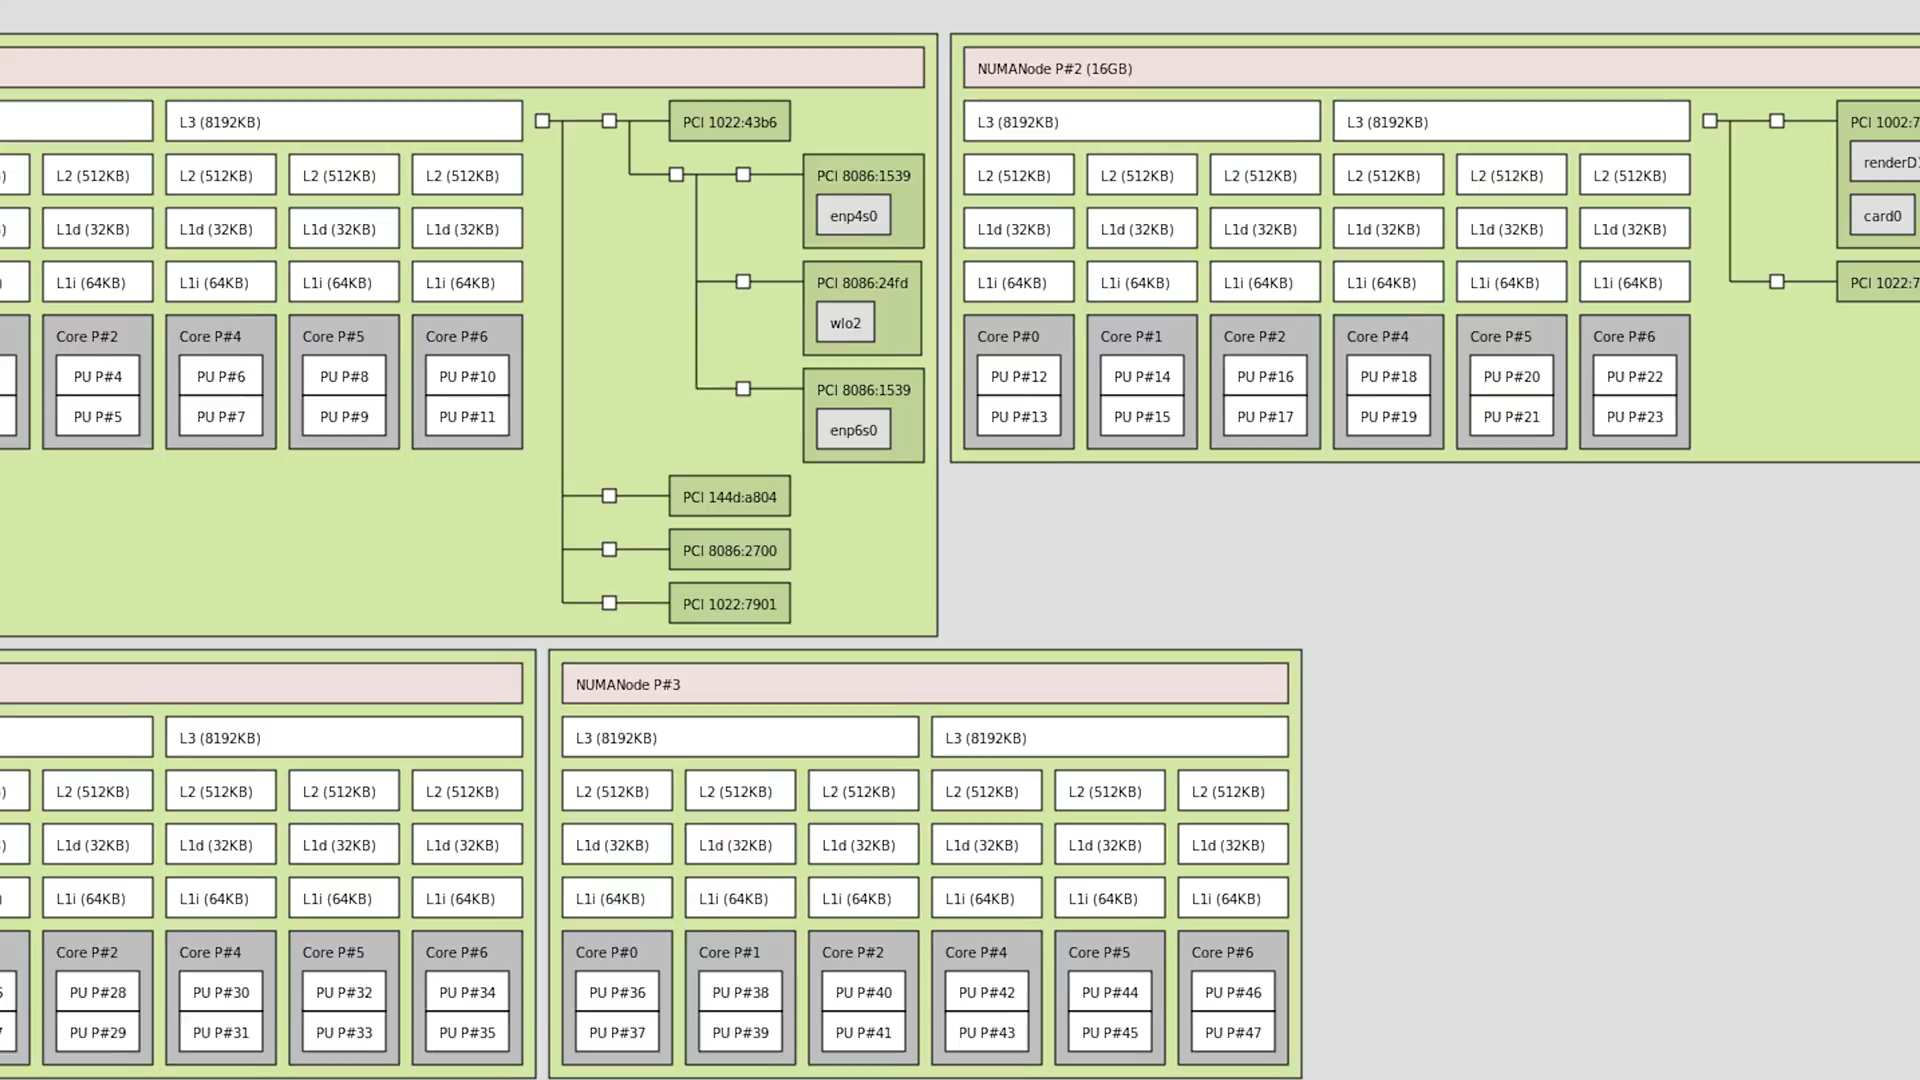 NUMANode P#2 (16GB)
L3 (8192KB) PCI 1022:43b6 L3 (8192KB) L3 (8192KB)
L2 (512KB) L2 (512KB) L2 (512KB) L2 (512KB) PCI 8086:1539 L2 (512KB) L2 (512KB) L2 (512KB) L2 (512KB) L2 (512KB) L2 (512KB)
enp4s0 card0
L1d (32KB) L1d (32KB) L1d (32KB) L1d (32KB) L1d (32KB) L1d (32KB) L1d (32KB) L1d (32KB) L1d (32KB) L1d (32KB)
L1i (64KB) L1i (64KB) L1i (64KB) L1i (64KB) PCI 8086:24fd L1i (64KB) L1i (64KB) L1i (64KB) L1i (64KB) L1i (64KB) L1i (64KB) PCI 1022:7
wlo2
Core P#2 Core P#4 Core P#5 Core P#6 Core P#0 Core P#1 Core P#2 Core P#4 Core P#5 Core P#6
PU P#4 PU P#6 PU P#8 PU P#10 PU P#12 PU P#14 PU P#16 PU P#18 PU P#20 PU P#22
PCI 8086:1539
PU P#5 PU P#7 PU P#9 PU P#11 PU P#13 PU P#15 PU P#17 PU P#19 PU P#21 PU P#23
enp6s0
PCI 144d:a804
PCI 8086:2700
PCI 1022:7901
NUMANode P#3
L3 (8192KB) L3 (8192KB) L3 (8192KB)
L2 (512KB) L2 (512KB) L2 (512KB) L2 (512KB) L2 (512KB) L2 (512KB) L2 (512KB) L2 (512KB) L2 (512KB) L2 (512KB)
L1d (32KB) L1d (32KB) L1d (32KB) L1d (32KB) L1d (32KB) L1d (32KB) L1d (32KB) L1d (32KB) L1d (32KB) L1d (32KB)
L1i (64KB) L1i (64KB) L1i (64KB) L1i (64KB) L1i (64KB) L1i (64KB) L1i (64KB) L1i (64KB) L1i (64KB) L1i (64KB)
Core P#2 Core P#4 Core P#5 Core P#6 Core P#0 Core P#1 Core P#2 Core P#4 Core P#5 Core P#6
PU P#28 PU P#30 PU P#32 PU P#34 PU P#36 PU P#38 PU P#40 PU P#42 PU P#44 PU P#46
PU P#29 PU P#31 PU P#33 PU P#35 PU P#37 PU P#39 PU P#41 PU P#43 PU P#45 PU P#47